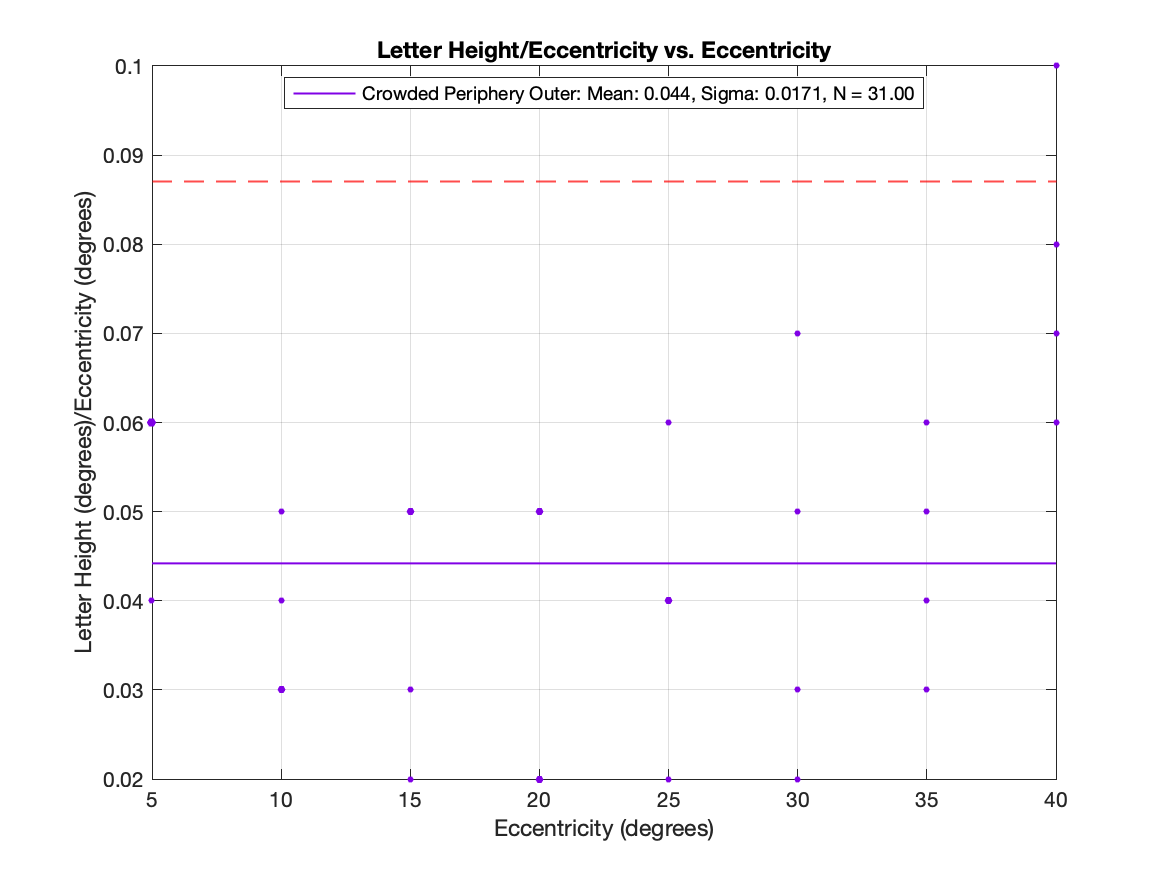 Letter Height/Eccentricity vs. Eccentricity
Crowded Periphery Outer: Mean: 0.044, Sigma: 0.0171, N = 31.00
Letter Height (degrees)/Eccentricity (degrees)
0.1
0.09
0.08
0.07
0.06
0.05
0.04
0.03
0.02
5 10 15 20 25 30 35 40
Eccentricity (degrees)